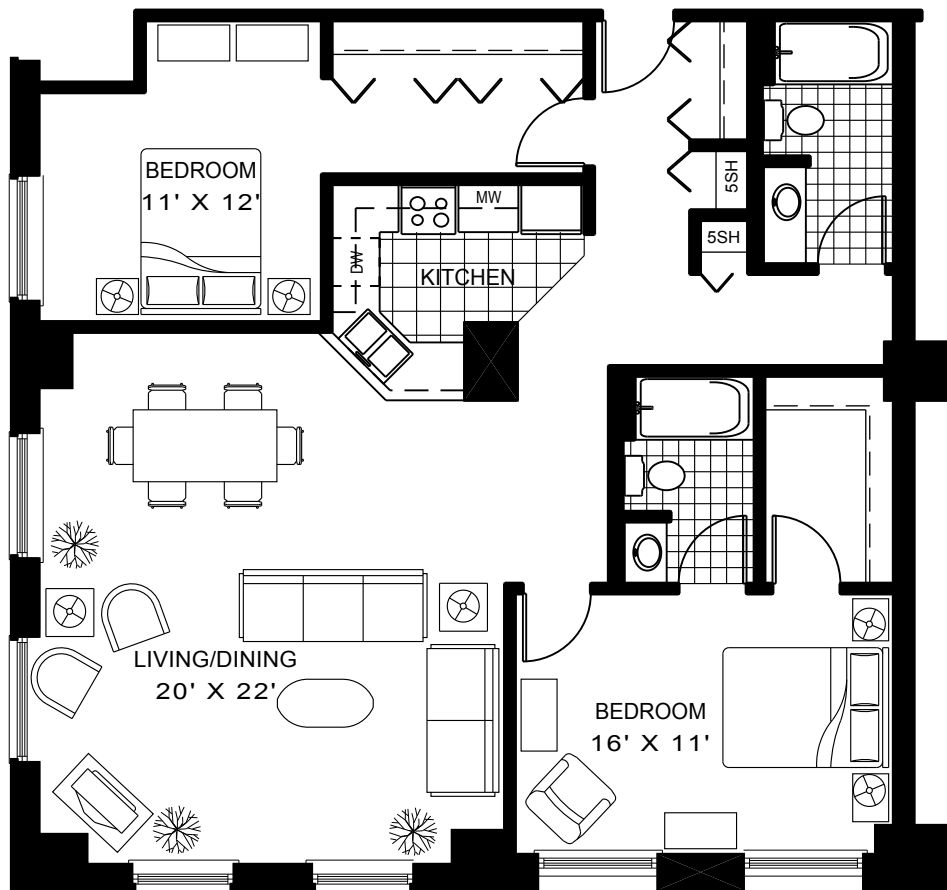 BEDROOM
11' X 12'
MW
5SH
5SH
DW
KITCHEN
LIVING/DINING
20' X 22'
BEDROOM
16' X 11'